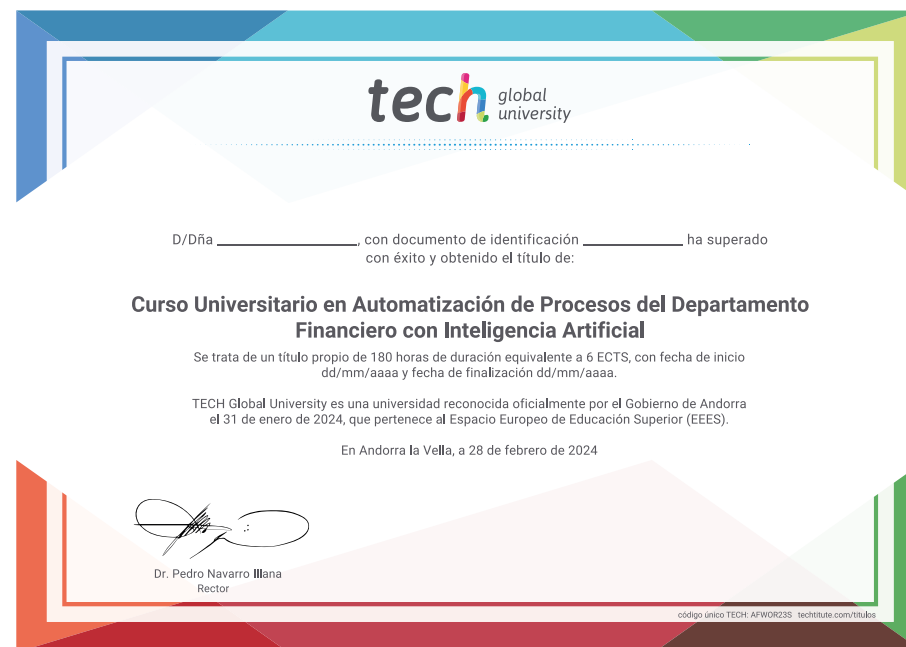 tech global
university
D/Dña ____________________, con documento de identificación ______________ ha superado
con éxito y obtenido el título de:
Curso Universitario en Automatización de Procesos del Departamento
Financiero con Inteligencia Artificial
Se trata de un título propio de 180 horas de duración equivalente a 6 ECTS, con fecha de inicio
dd/mm/aaaa y fecha de finalización dd/mm/aaaa.
TECH Global University es una universidad reconocida oficialmente por el Gobierno de Andorra
el 31 de enero de 2024, que pertenece al Espacio Europeo de Educación Superior (EEES).
En Andorra la Vella, a 28 de febrero de 2024
Dr. Pedro Navarro Illana
Rector
código único TECH: AFWOR23S techtitute.com/titulos